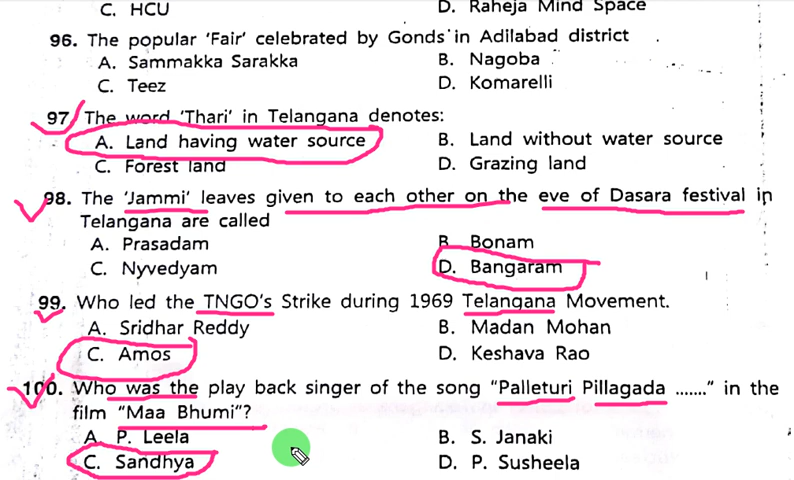 C. HCU D. Raheja Mind Space
96. The popular 'Fair' celebrated by Gonds in Adilabad district
A. Sammakka Sarakka B. Nagoba
C. Teez D. Komarelli
97. The word 'Thari' in Telangana denotes:
A. Land having water source B. Land without water source
C. Forest land D. Grazing land
98. The 'Jammi' leaves given to each other on the eve of Dasara festival in
Telangana are called
A. Prasadam B. Bonam
C. Nyvedyam D. Bangaram
99. Who led the TNGO's Strike during 1969 Telangana Movement.
A. Sridhar Reddy B. Madan Mohan
C. Amos D. Keshava Rao
100. Who was the play back singer of the song "Palleturi Pillagada ......." in the
film "Maa Bhumi"?
A. P. Leela B. S. Janaki
C. Sandhya D. P. Susheela